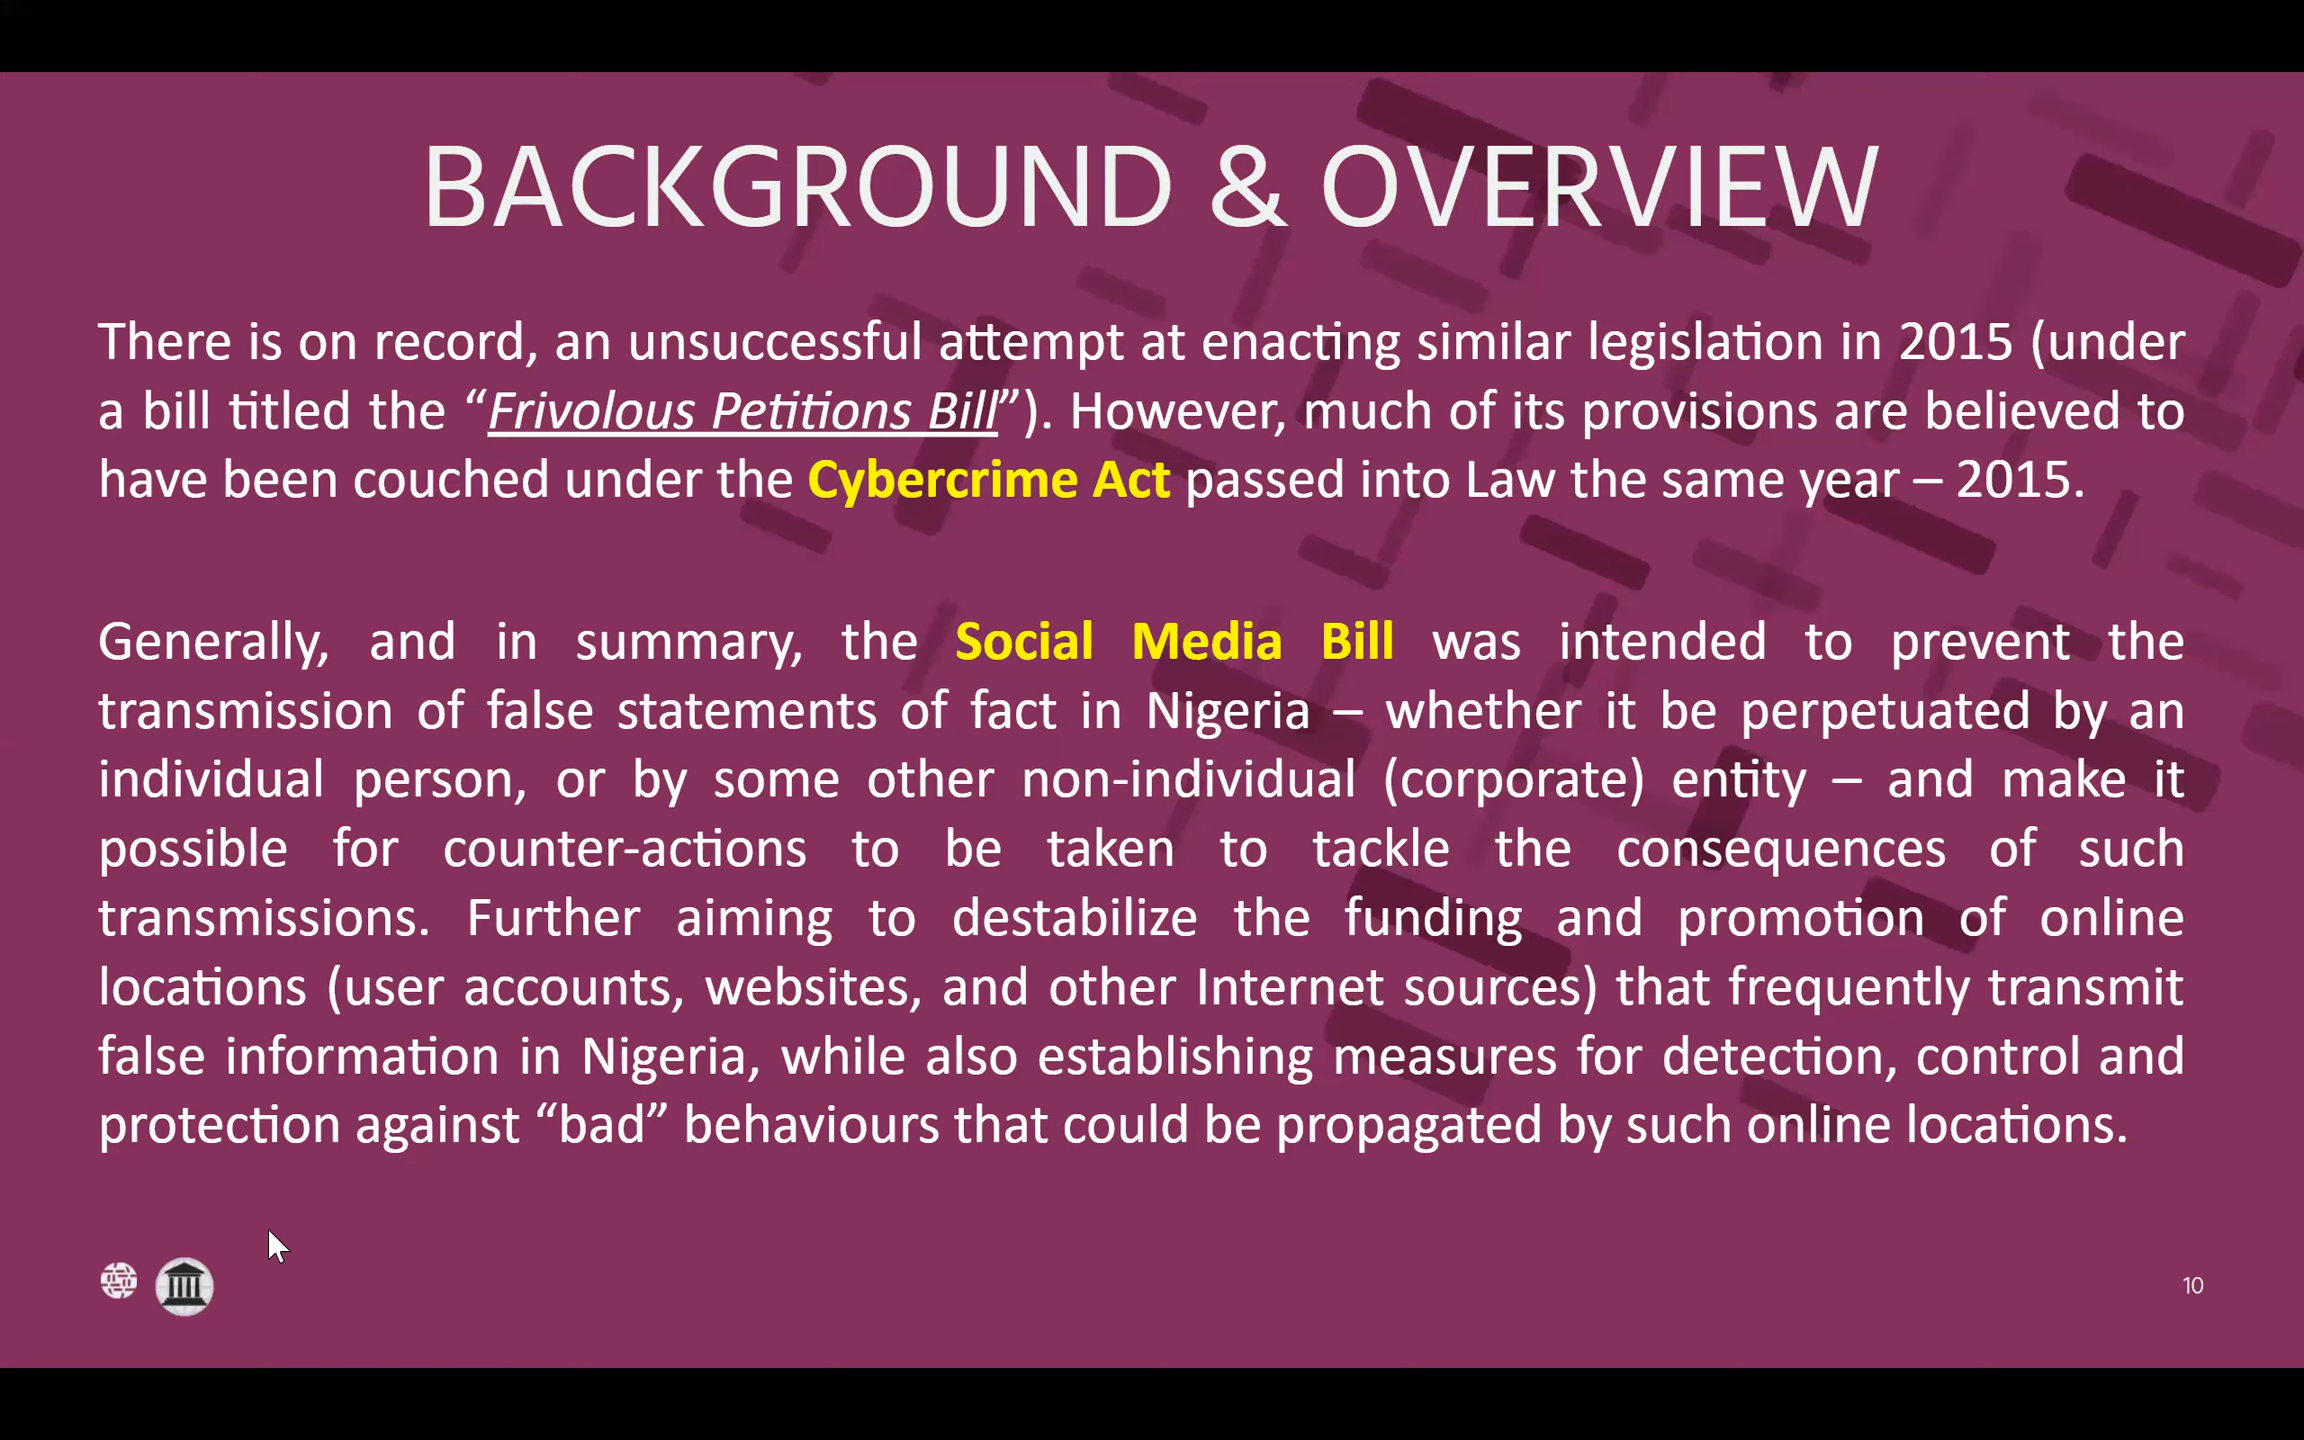 BACKGROUND & OVERVIEW
There is on record, an unsuccessful attempt at enacting similar legislation in 2015 (under
a bill titled the “Frivolous Petitions Bill”). However, much of its provisions are believed to
have been couched under the Cybercrime Act passed into Law the same year – 2015.
Generally, and in summary, the Social Media Bill was intended to prevent the
transmission of false statements of fact in Nigeria – whether it be perpetuated by an
individual person, or by some other non-individual (corporate) entity – and make it
possible for counter-actions to be taken to tackle the consequences of such
transmissions. Further aiming to destabilize the funding and promotion of online
locations (user accounts, websites, and other Internet sources) that frequently transmit
false information in Nigeria, while also establishing measures for detection, control and
protection against “bad” behaviours that could be propagated by such online locations.
10